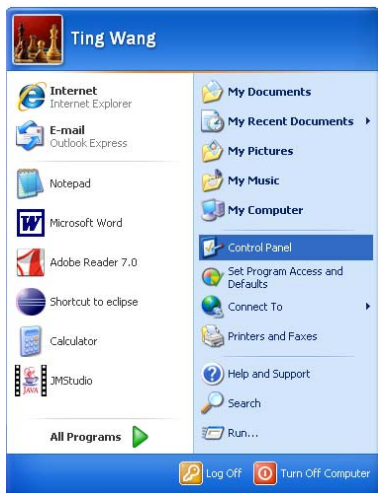 Ting Wang
Internet
Internet Explorer
E-mail
Outlook Express
Notepad
Microsoft Word
Adobe Reader 7.0
Shortcut to eclipse
Calculator
JMStudio
All Programs
My Documents
My Recent Documents
My Pictures
My Music
My Computer
Control Panel
Set Program Access and
Defaults
Connect To
Printers and Faxes
Help and Support
Search
Run...
Log Off
Turn Off Computer